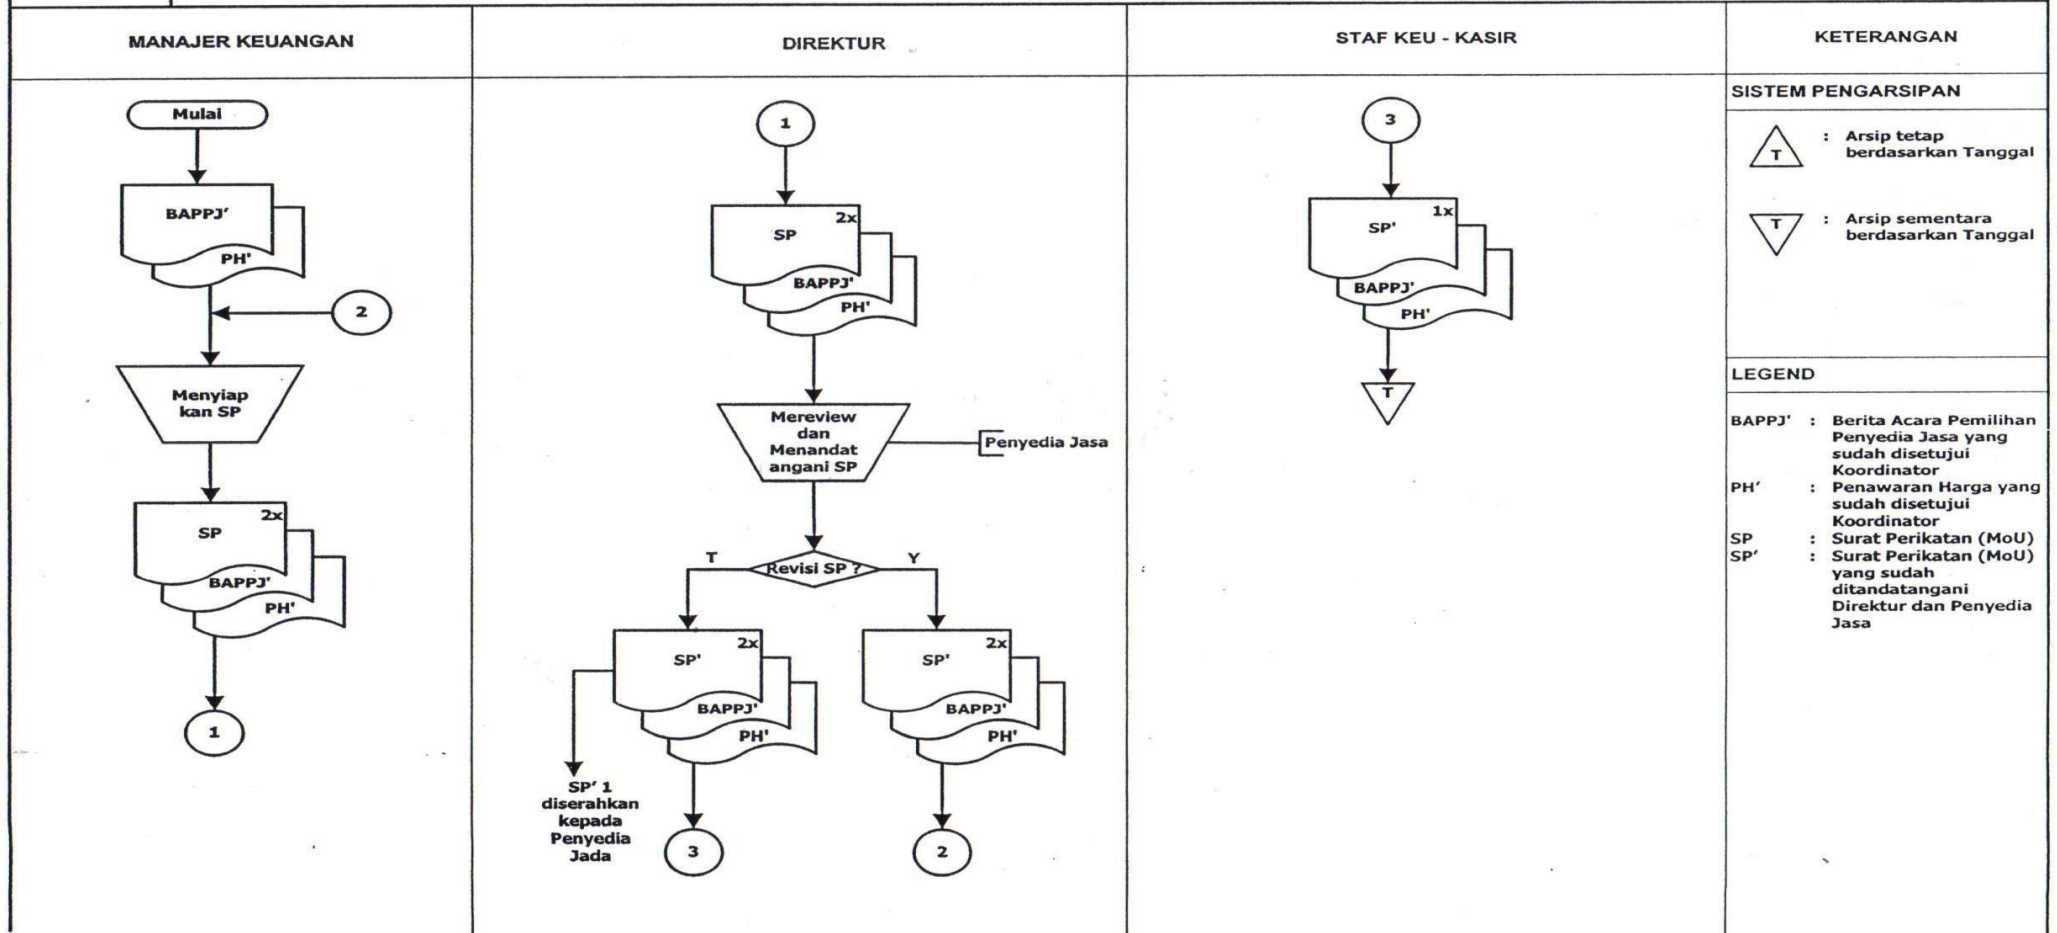 MANAJER KEUANGAN
DIREKTUR
STAF KEU - KASIR
KETERANGAN
Mulai
BAPPJ'
PH'
2
Menyiap
kan SP
2x
SP
BAPPJ'
PH'
1
1
2x
SP
BAPPJ'
PH'
Mereview
dan
Menandat
angani SP
Penyedia Jasa
T
Revisi SP ?
Y
2x
SP'
BAPPJ'
PH'
SP' 1
diserahkan
kepada
Penyedia
Jada
3
2x
SP'
BAPPJ'
PH'
2
3
1x
SP'
BAPPJ'
PH'
T
SISTEM PENGARSIPAN
T : Arsip tetap
berdasarkan Tanggal
T : Arsip sementara
berdasarkan Tanggal
LEGEND
BAPPJ' : Berita Acara Pemilihan
Penyedia Jasa yang
sudah disetujui
Koordinator
PH' : Penawaran Harga yang
sudah disetujui
Koordinator
SP : Surat Perikatan (MoU)
SP' : Surat Perikatan (MoU)
yang sudah
ditandatangani
Direktur dan Penyedia
Jasa